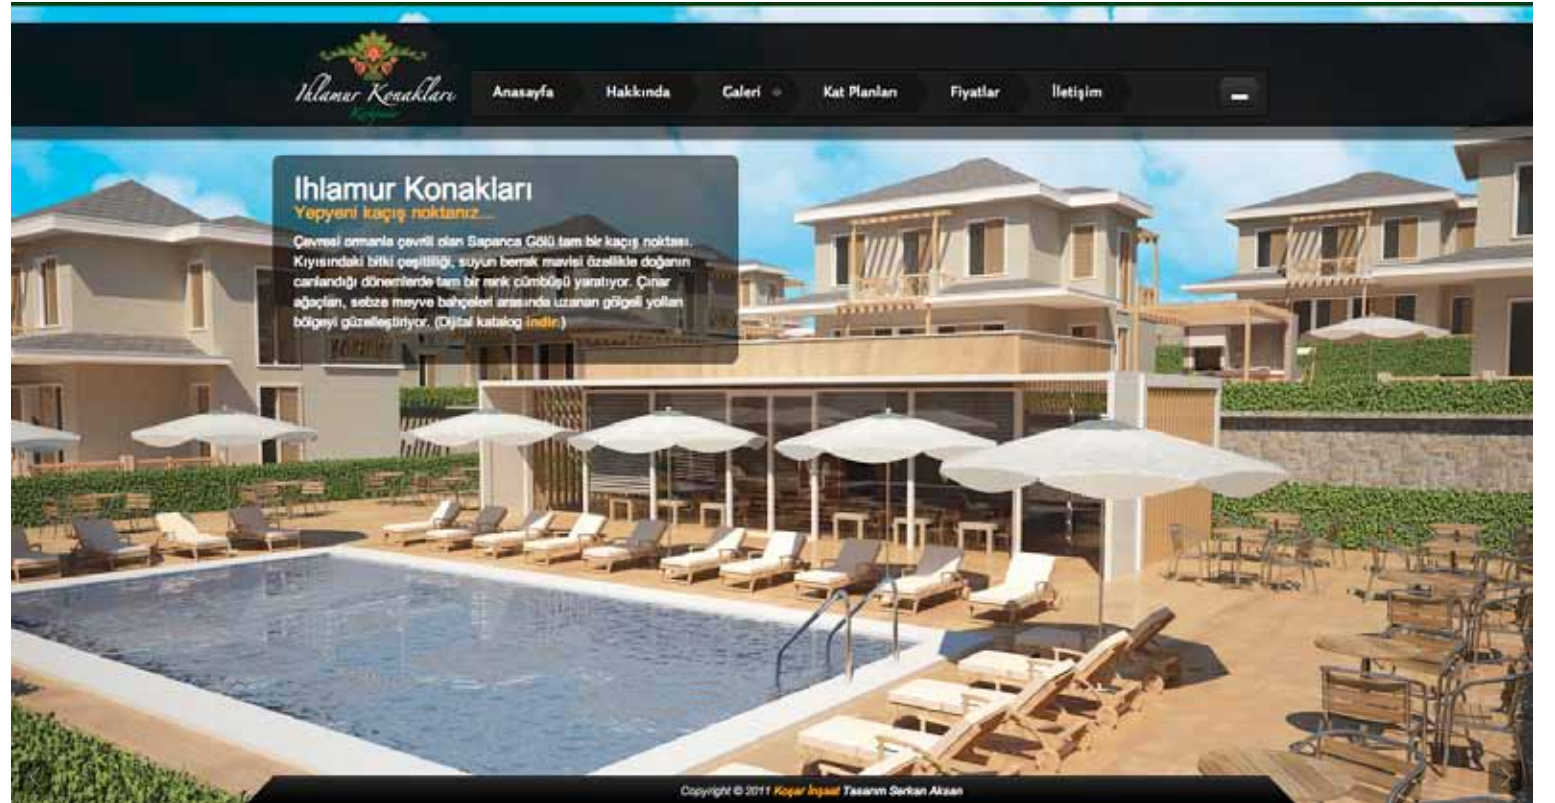 Ihlamur Konakları
Anasayfa
Hakkında
Galeri
Kat Planları
Fiyatlar
İletişim
Ihlamur Konakları
Yepyeni kaçış noktanız...
Çevresi ormanla çevrili olan Sapanca Gölü tam bir kaçış noktası.
Kıyısındaki bitki çeşitliliği, suyun berrak mavisi özellikle doğanın
canlandığı dönemlerde tam bir renk cümbüşü yaratıyor. Çınar
ağaçları, sebze meyve bahçeleri arasında uzanan gölgeli yolları
bölgeyi güzelleştiriyor. (Dijital katalog indir.)
Copyright © 2011 Koşar İnşaat Tasarım Serkan Aksan